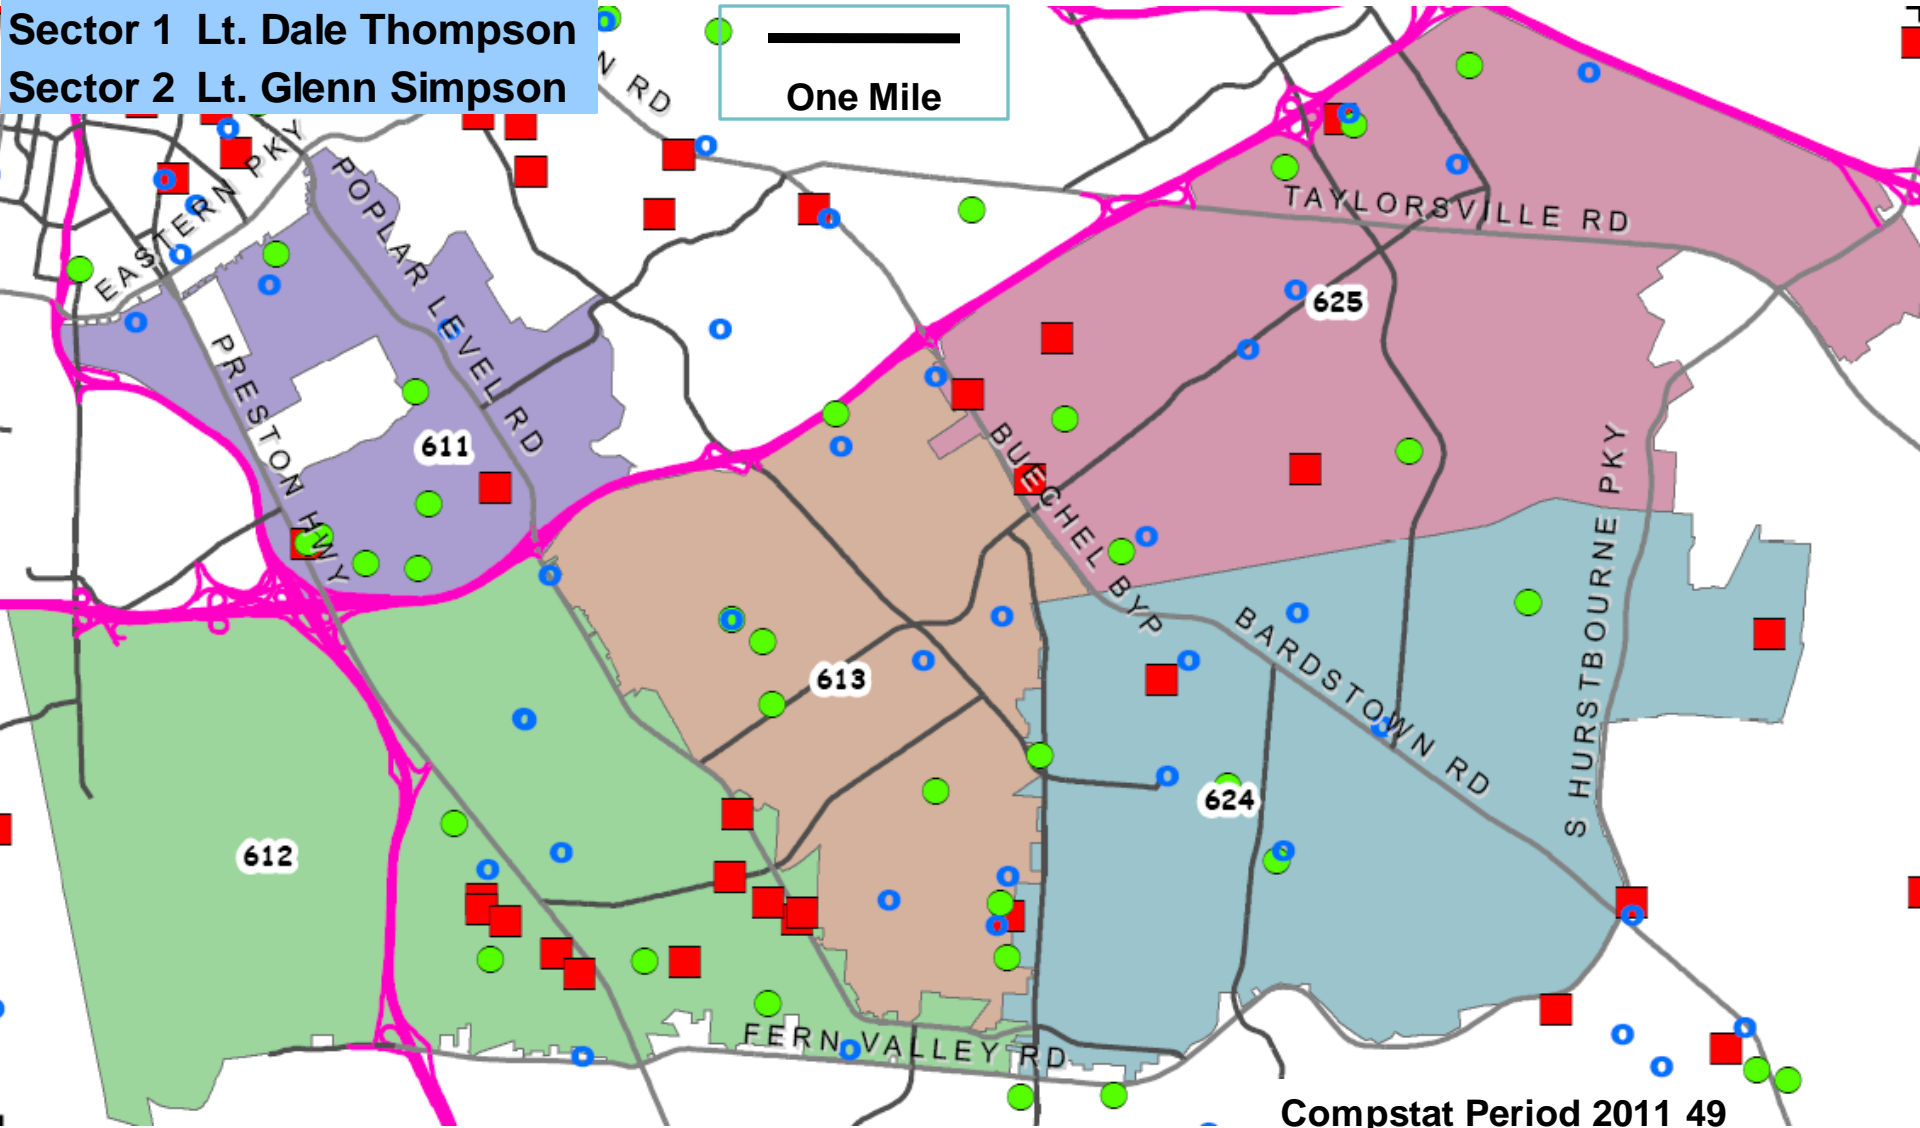 Sector 1 Lt. Dale Thompson
Sector 2 Lt. Glenn Simpson
N RD
One Mile
EASTERN PKY
POPLAR LEVEL RD
TAYLORSVILLE RD
625
PRESTON HWY
611
BUECHEL BYP
S HURSTBOURNE PKY
BARDSTOWN RD
613
624
612
FERN VALLEY RD
Compstat Period 2011 49